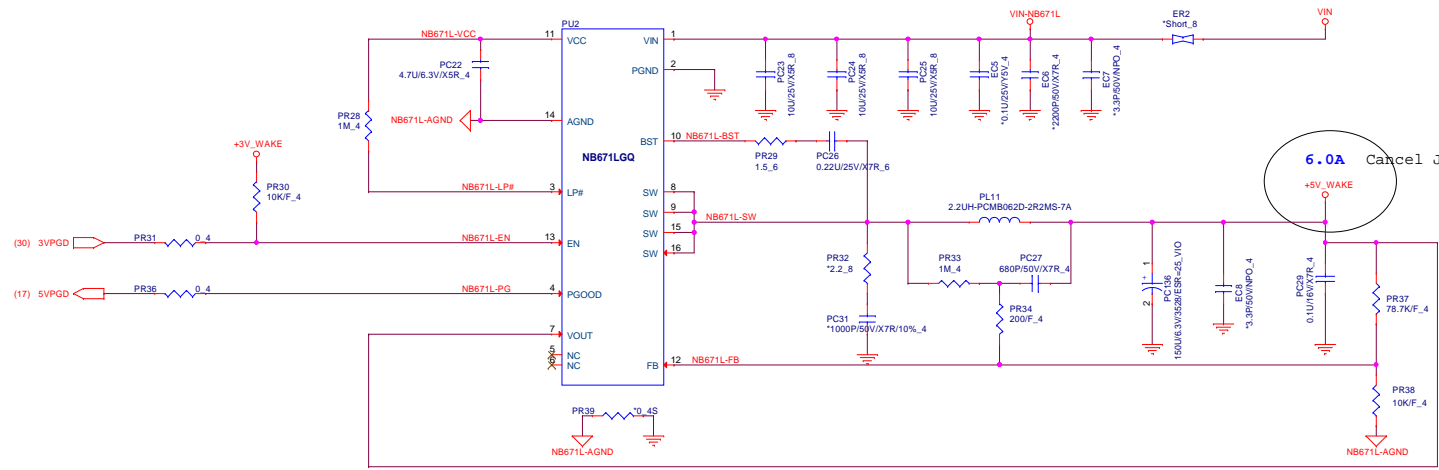 PU2
NB671LGQ
11
VCC
14
AGND
3
LP#
13
EN
4
PGOOD
7
VOUT
5
NC
6
NC
1
VIN
2
PGND
10
BST
8
SW
9
SW
15
SW
16
SW
12
FB
NB671L-VCC
PC22
4.7U/6.3V/X5R_4
PR28
1M_4
NB671L-AGND
+3V_WAKE
PR30
10K/F_4
NB671L-LP#
(30) 3VPGD
PR31
0_4
NB671L-EN
(17) 5VPGD
PR36
0_4
NB671L-PG
PR39
*0_4S
NB671L-AGND
VIN-NB671L
ER2
*Short_8
VIN
PC23
10U/25V/X5R_8
PC24
10U/25V/X5R_8
PC25
10U/25V/X5R_8
EC5
*0.1U/25V/Y5V_4
EC6
*2200P/50V/X7R_4
EC7
*3.3P/50V/NPO_4
NB671L-BST
PR29
1.5_6
PC26
0.22U/25V/X7R_6
NB671L-SW
PL11
2.2UH-PCMB062D-2R2MS-7A
PR32
*2.2_8
PC31
*1000P/50V/X7R/10%_4
PR33
1M_4
PC27
680P/50V/X7R_4
PR34
200/F_4
NB671L-FB
+
1
2
PC136
150U/6.3V/3528/ESR=25_VIO
EC8
*3.3P/50V/NPO_4
6.0A Cancel J
+5V_WAKE
PC29
0.1U/16V/X7R_4
PR37
78.7K/F_4
PR38
10K/F_4
NB671L-AGND